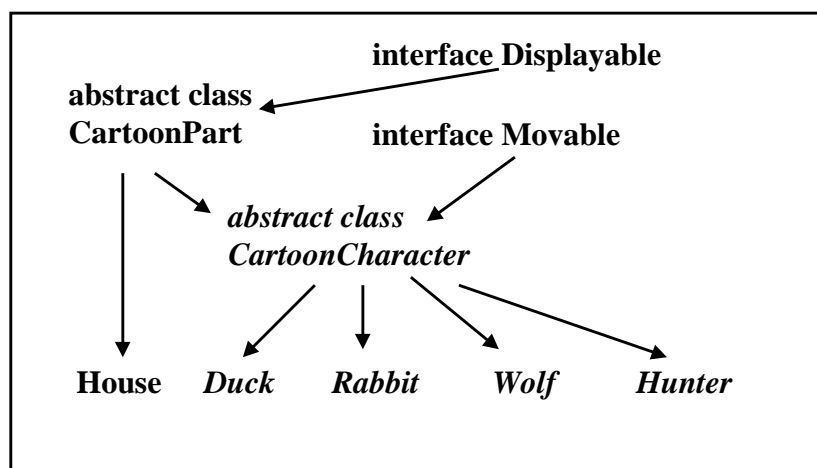 interface Displayable
abstract class
CartoonPart
interface Movable
abstract class
CartoonCharacter
House Duck Rabbit Wolf Hunter